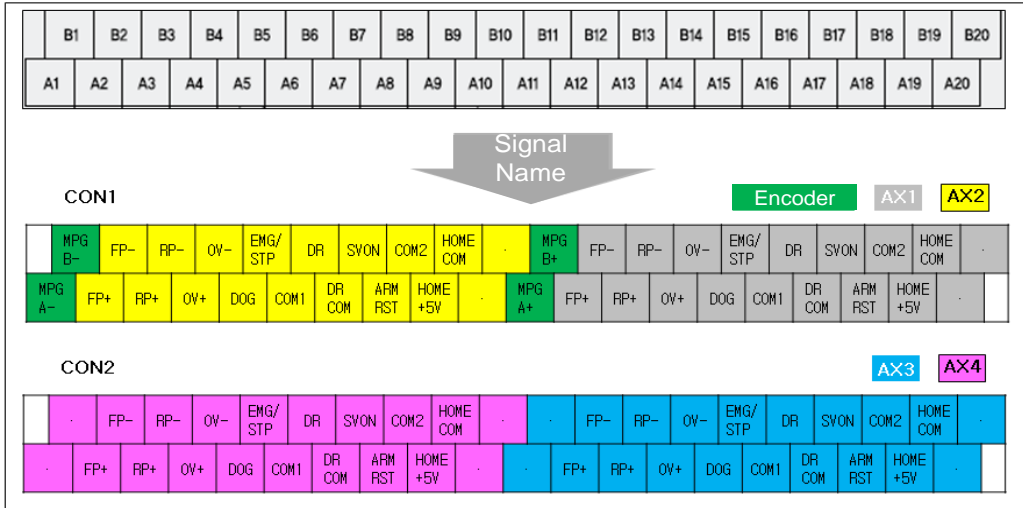 B1 B2 B3 B4 B5 B6 B7 B8 B9 B10 B11 B12 B13 B14 B15 B16 B17 B18 B19 B20
A1 A2 A3 A4 A5 A6 A7 A8 A9 A10 A11 A12 A13 A14 A15 A16 A17 A18 A19 A20
Signal
Name
CON1
Encoder AX1 AX2
MPG B- FP- RP- OV- EMG/ STP DR SVON COM2 HOME COM · MPG B+ FP- RP- OV- EMG/ STP DR SVON COM2 HOME COM ·
MPG A- FP+ RP+ OV+ DOG COM1 DR COM ARM RST HOME +5V · MPG A+ FP+ RP+ OV+ DOG COM1 DR COM ARM RST HOME +5V ·
CON2
AX3 AX4
· FP- RP- OV- EMG/ STP DR SVON COM2 HOME COM · · FP- RP- OV- EMG/ STP DR SVON COM2 HOME COM ·
· FP+ RP+ OV+ DOG COM1 DR COM ARM RST HOME +5V · · FP+ RP+ OV+ DOG COM1 DR COM ARM RST HOME +5V ·